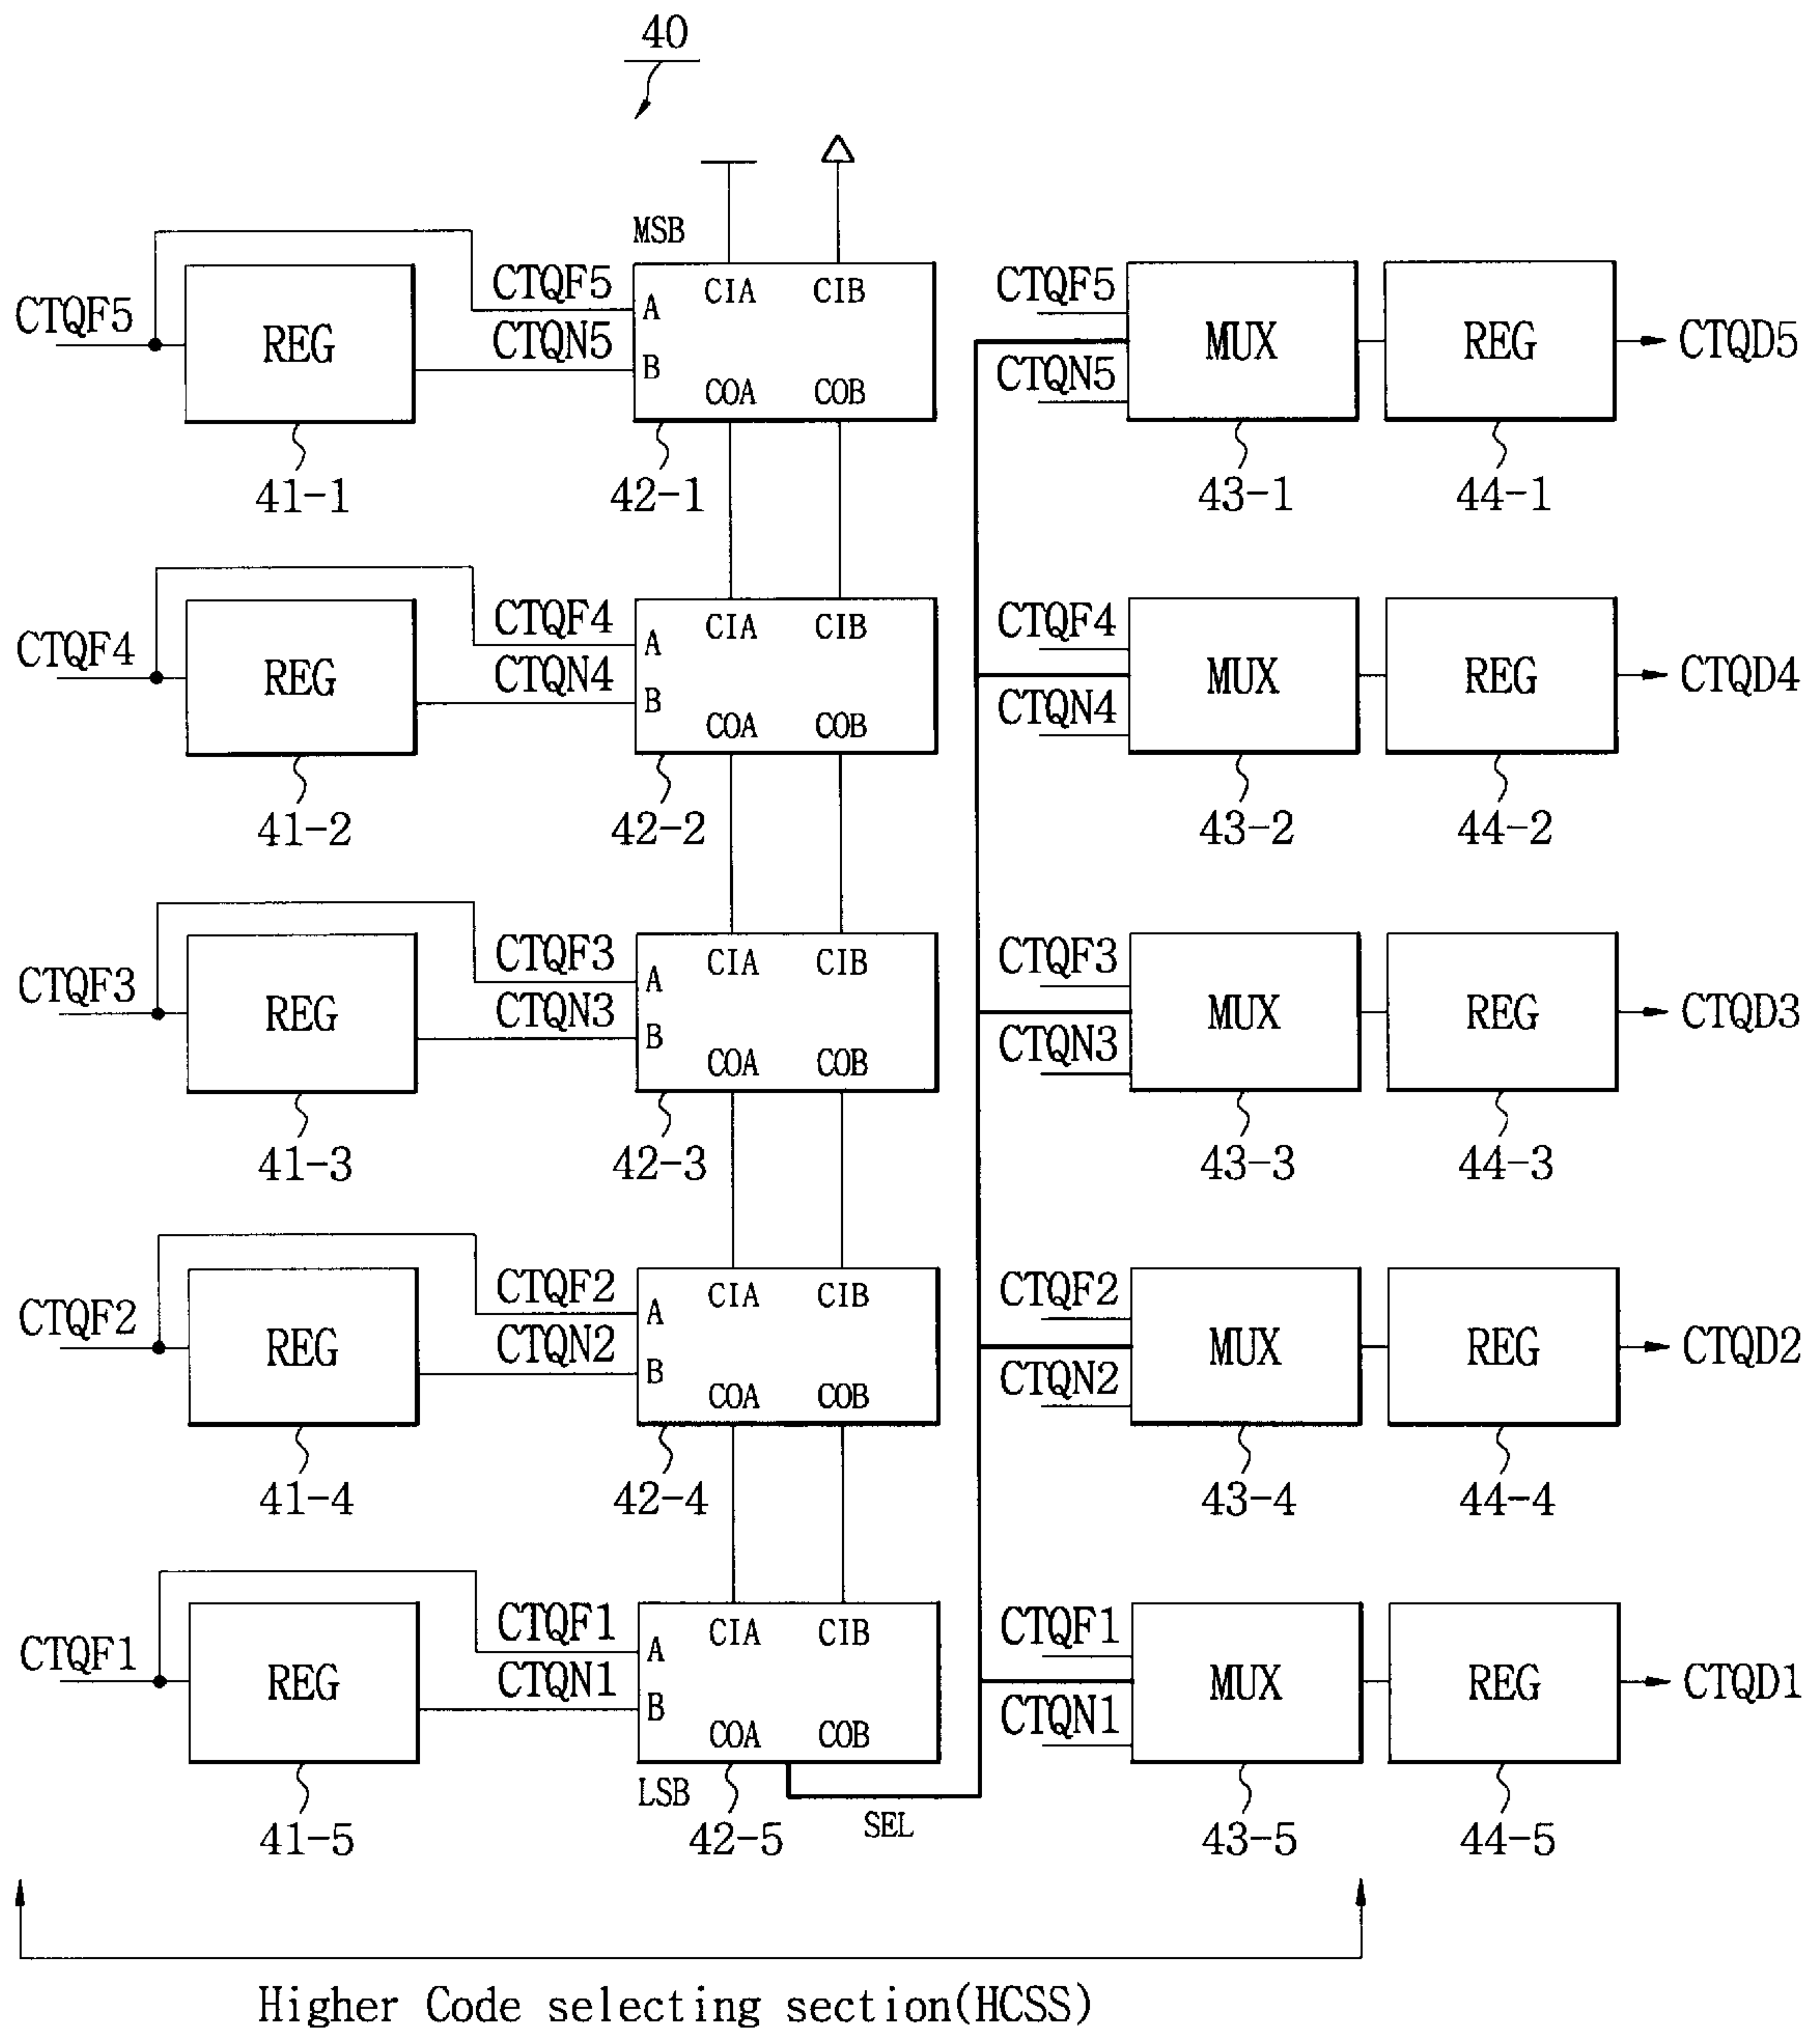 40
MSB
CTQF5
REG
CTQF5
CTQN5
A
B
CIA CIB
COA COB
CTQF5
CTQN5
MUX
REG
CTQD5
41-1
42-1
43-1
44-1
CTQF4
REG
CTQF4
CTQN4
A
B
CIA CIB
COA COB
CTQF4
CTQN4
MUX
REG
CTQD4
41-2
42-2
43-2
44-2
CTQF3
REG
CTQF3
CTQN3
A
B
CIA CIB
COA COB
CTQF3
CTQN3
MUX
REG
CTQD3
41-3
42-3
43-3
44-3
CTQF2
REG
CTQF2
CTQN2
A
B
CIA CIB
COA COB
CTQF2
CTQN2
MUX
REG
CTQD2
41-4
42-4
43-4
44-4
CTQF1
REG
CTQF1
CTQN1
A
B
CIA CIB
COA COB
CTQF1
CTQN1
MUX
REG
CTQD1
LSB
SEL
41-5
42-5
43-5
44-5
Higher Code selecting section(HCSS)